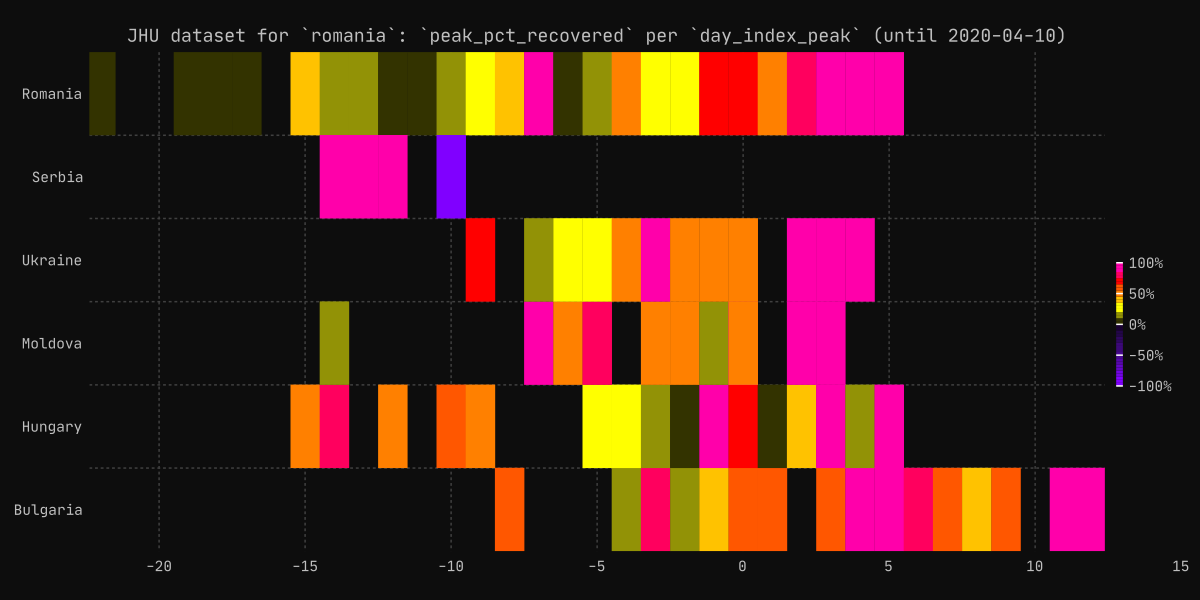 JHU dataset for `romania`: `peak_pct_recovered` per `day_index_peak` (until 2020-04-10)
Romania
Serbia
Ukraine
Moldova
Hungary
Bulgaria
100%
50%
0%
-50%
-100%
-20 -15 -10 -5 0 5 10 15